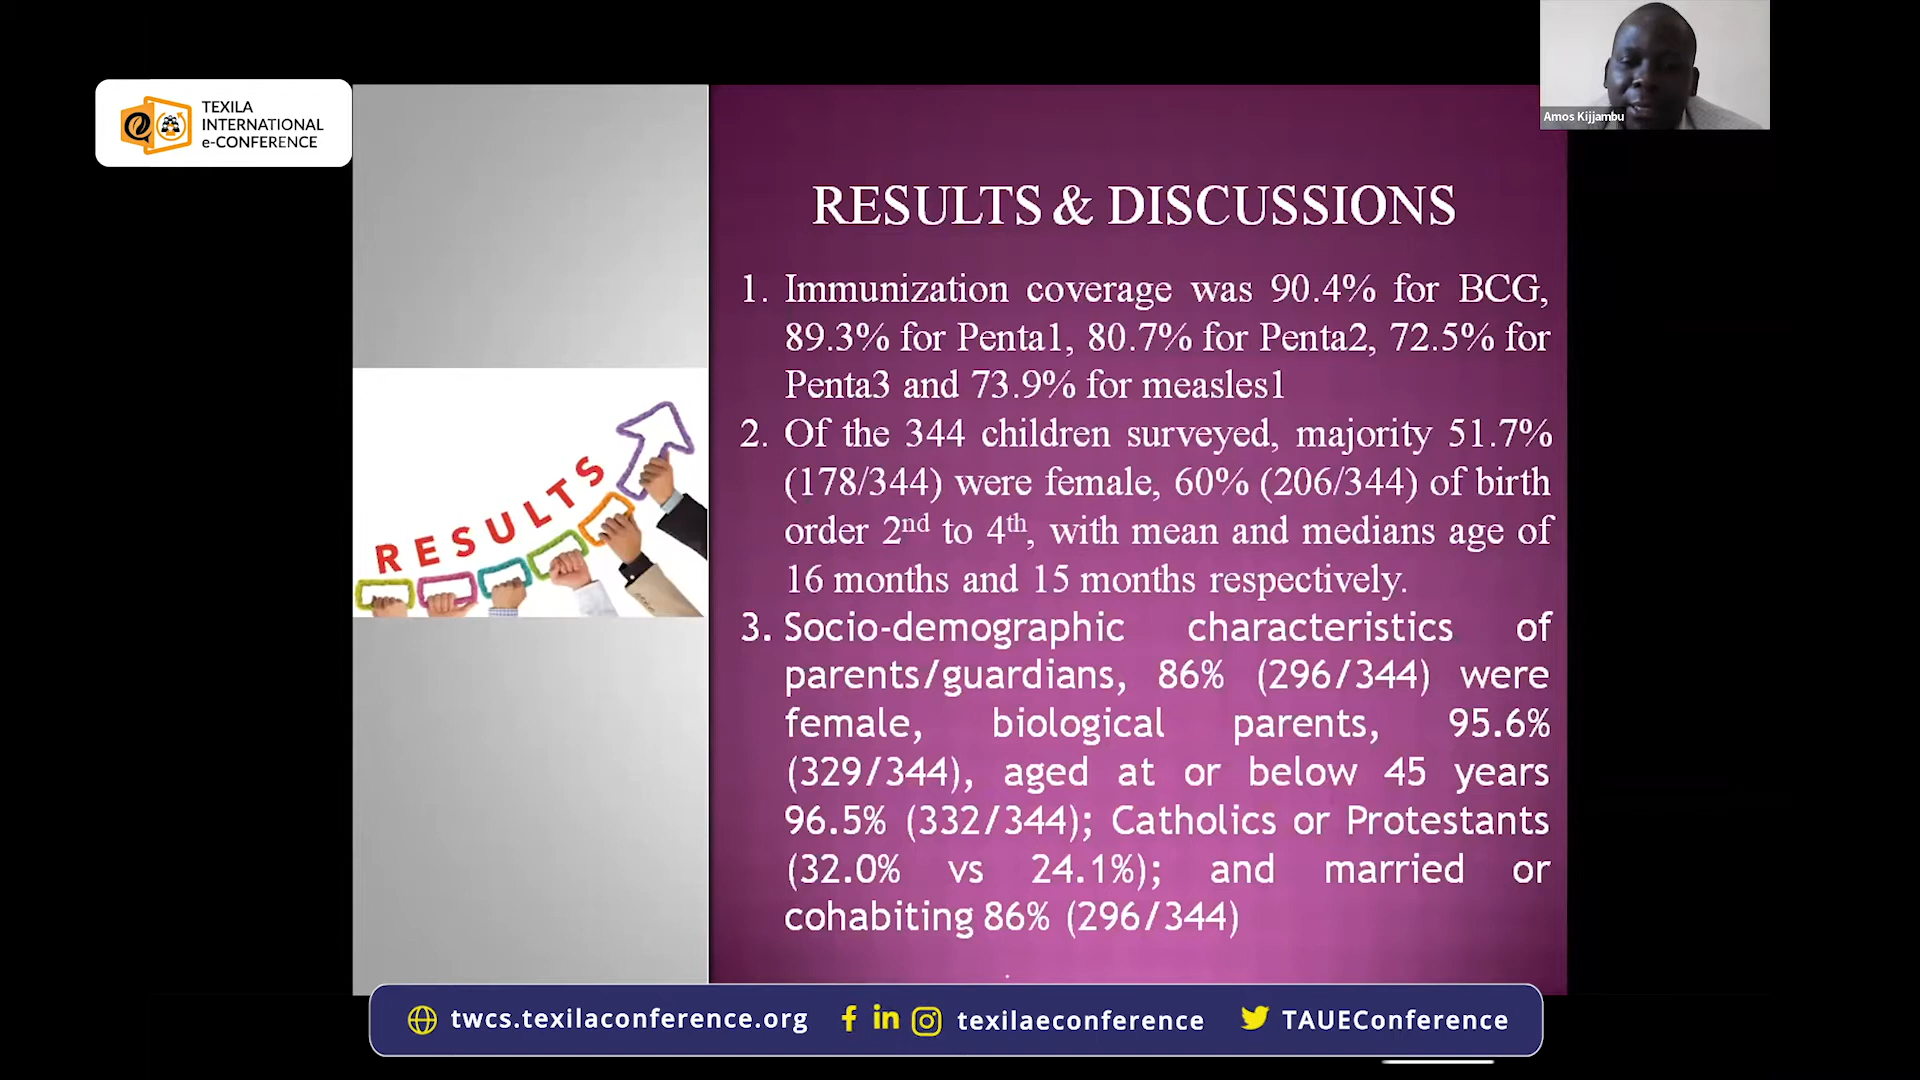 TEXILA
INTERNATIONAL
e-CONFERENCE
Amos Kijjambu
RESULTS & DISCUSSIONS
1. Immunization coverage was 90.4% for BCG,
89.3% for Penta1, 80.7% for Penta2, 72.5% for
Penta3 and 73.9% for measles1
2. Of the 344 children surveyed, majority 51.7%
(178/344) were female, 60% (206/344) of birth
order 2nd to 4th, with mean and medians age of
16 months and 15 months respectively.
3. Socio-demographic characteristics of
parents/guardians, 86% (296/344) were
female, biological parents, 95.6%
(329/344), aged at or below 45 years
96.5% (332/344); Catholics or Protestants
(32.0% vs 24.1%); and married or
cohabiting 86% (296/344)
RESULTS
twcs.texilaconference.org texilaeconference TAUEConference